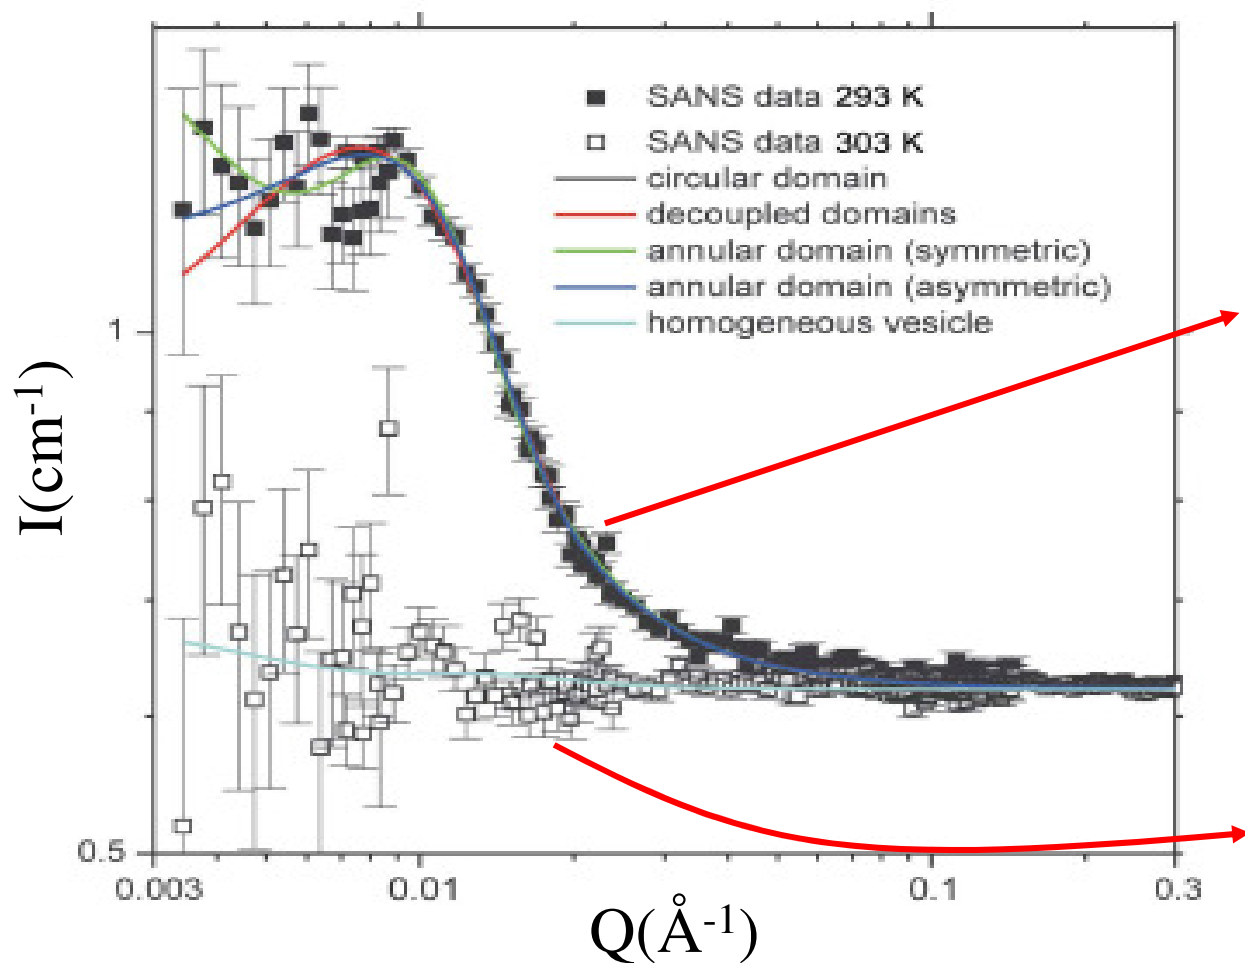 SANS data 293 K
SANS data 303 K
circular domain
decoupled domains
annular domain (symmetric)
annular domain (asymmetric)
homogeneous vesicle
1
I(cm-1)
0.5
0.003 0.01 0.1 0.3
Q(Å-1)